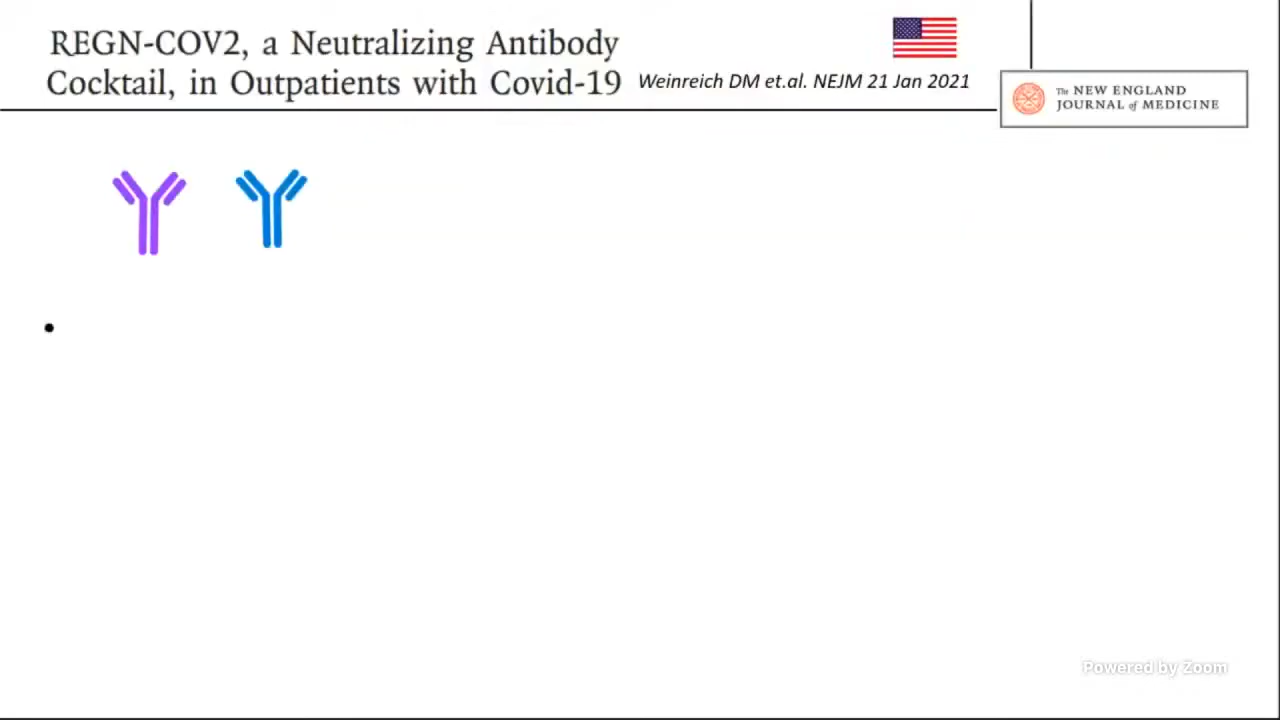 REGN-COV2, a Neutralizing Antibody
Cocktail, in Outpatients with Covid-19
Weinreich DM et.al. NEJM 21 Jan 2021
The NEW ENGLAND
JOURNAL of MEDICINE
•
Powered by Zoom